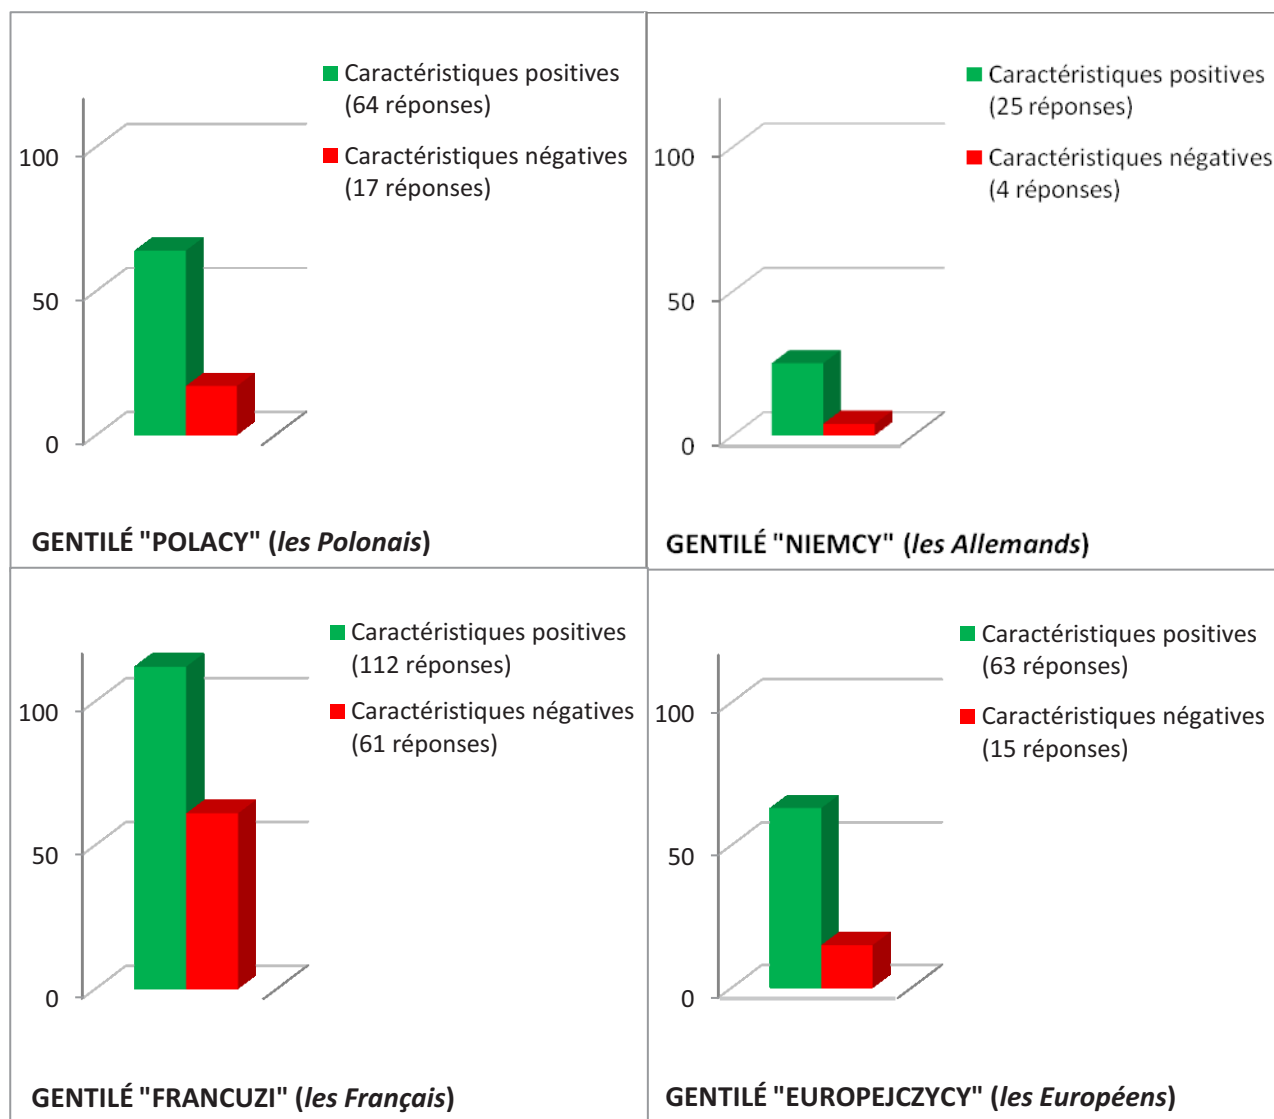 Caractéristiques positives
(64 réponses)
Caractéristiques négatives
(17 réponses)
100
50
0
GENTILÉ "POLACY" (les Polonais)
Caractéristiques positives
(25 réponses)
Caractéristiques négatives
(4 réponses)
100
50
0
GENTILÉ "NIEMCY" (les Allemands)
Caractéristiques positives
(112 réponses)
Caractéristiques négatives
(61 réponses)
100
50
0
GENTILÉ "FRANCUZI" (les Français)
Caractéristiques positives
(63 réponses)
Caractéristiques négatives
(15 réponses)
100
50
0
GENTILÉ "EUROPEJCZYCY" (les Européens)